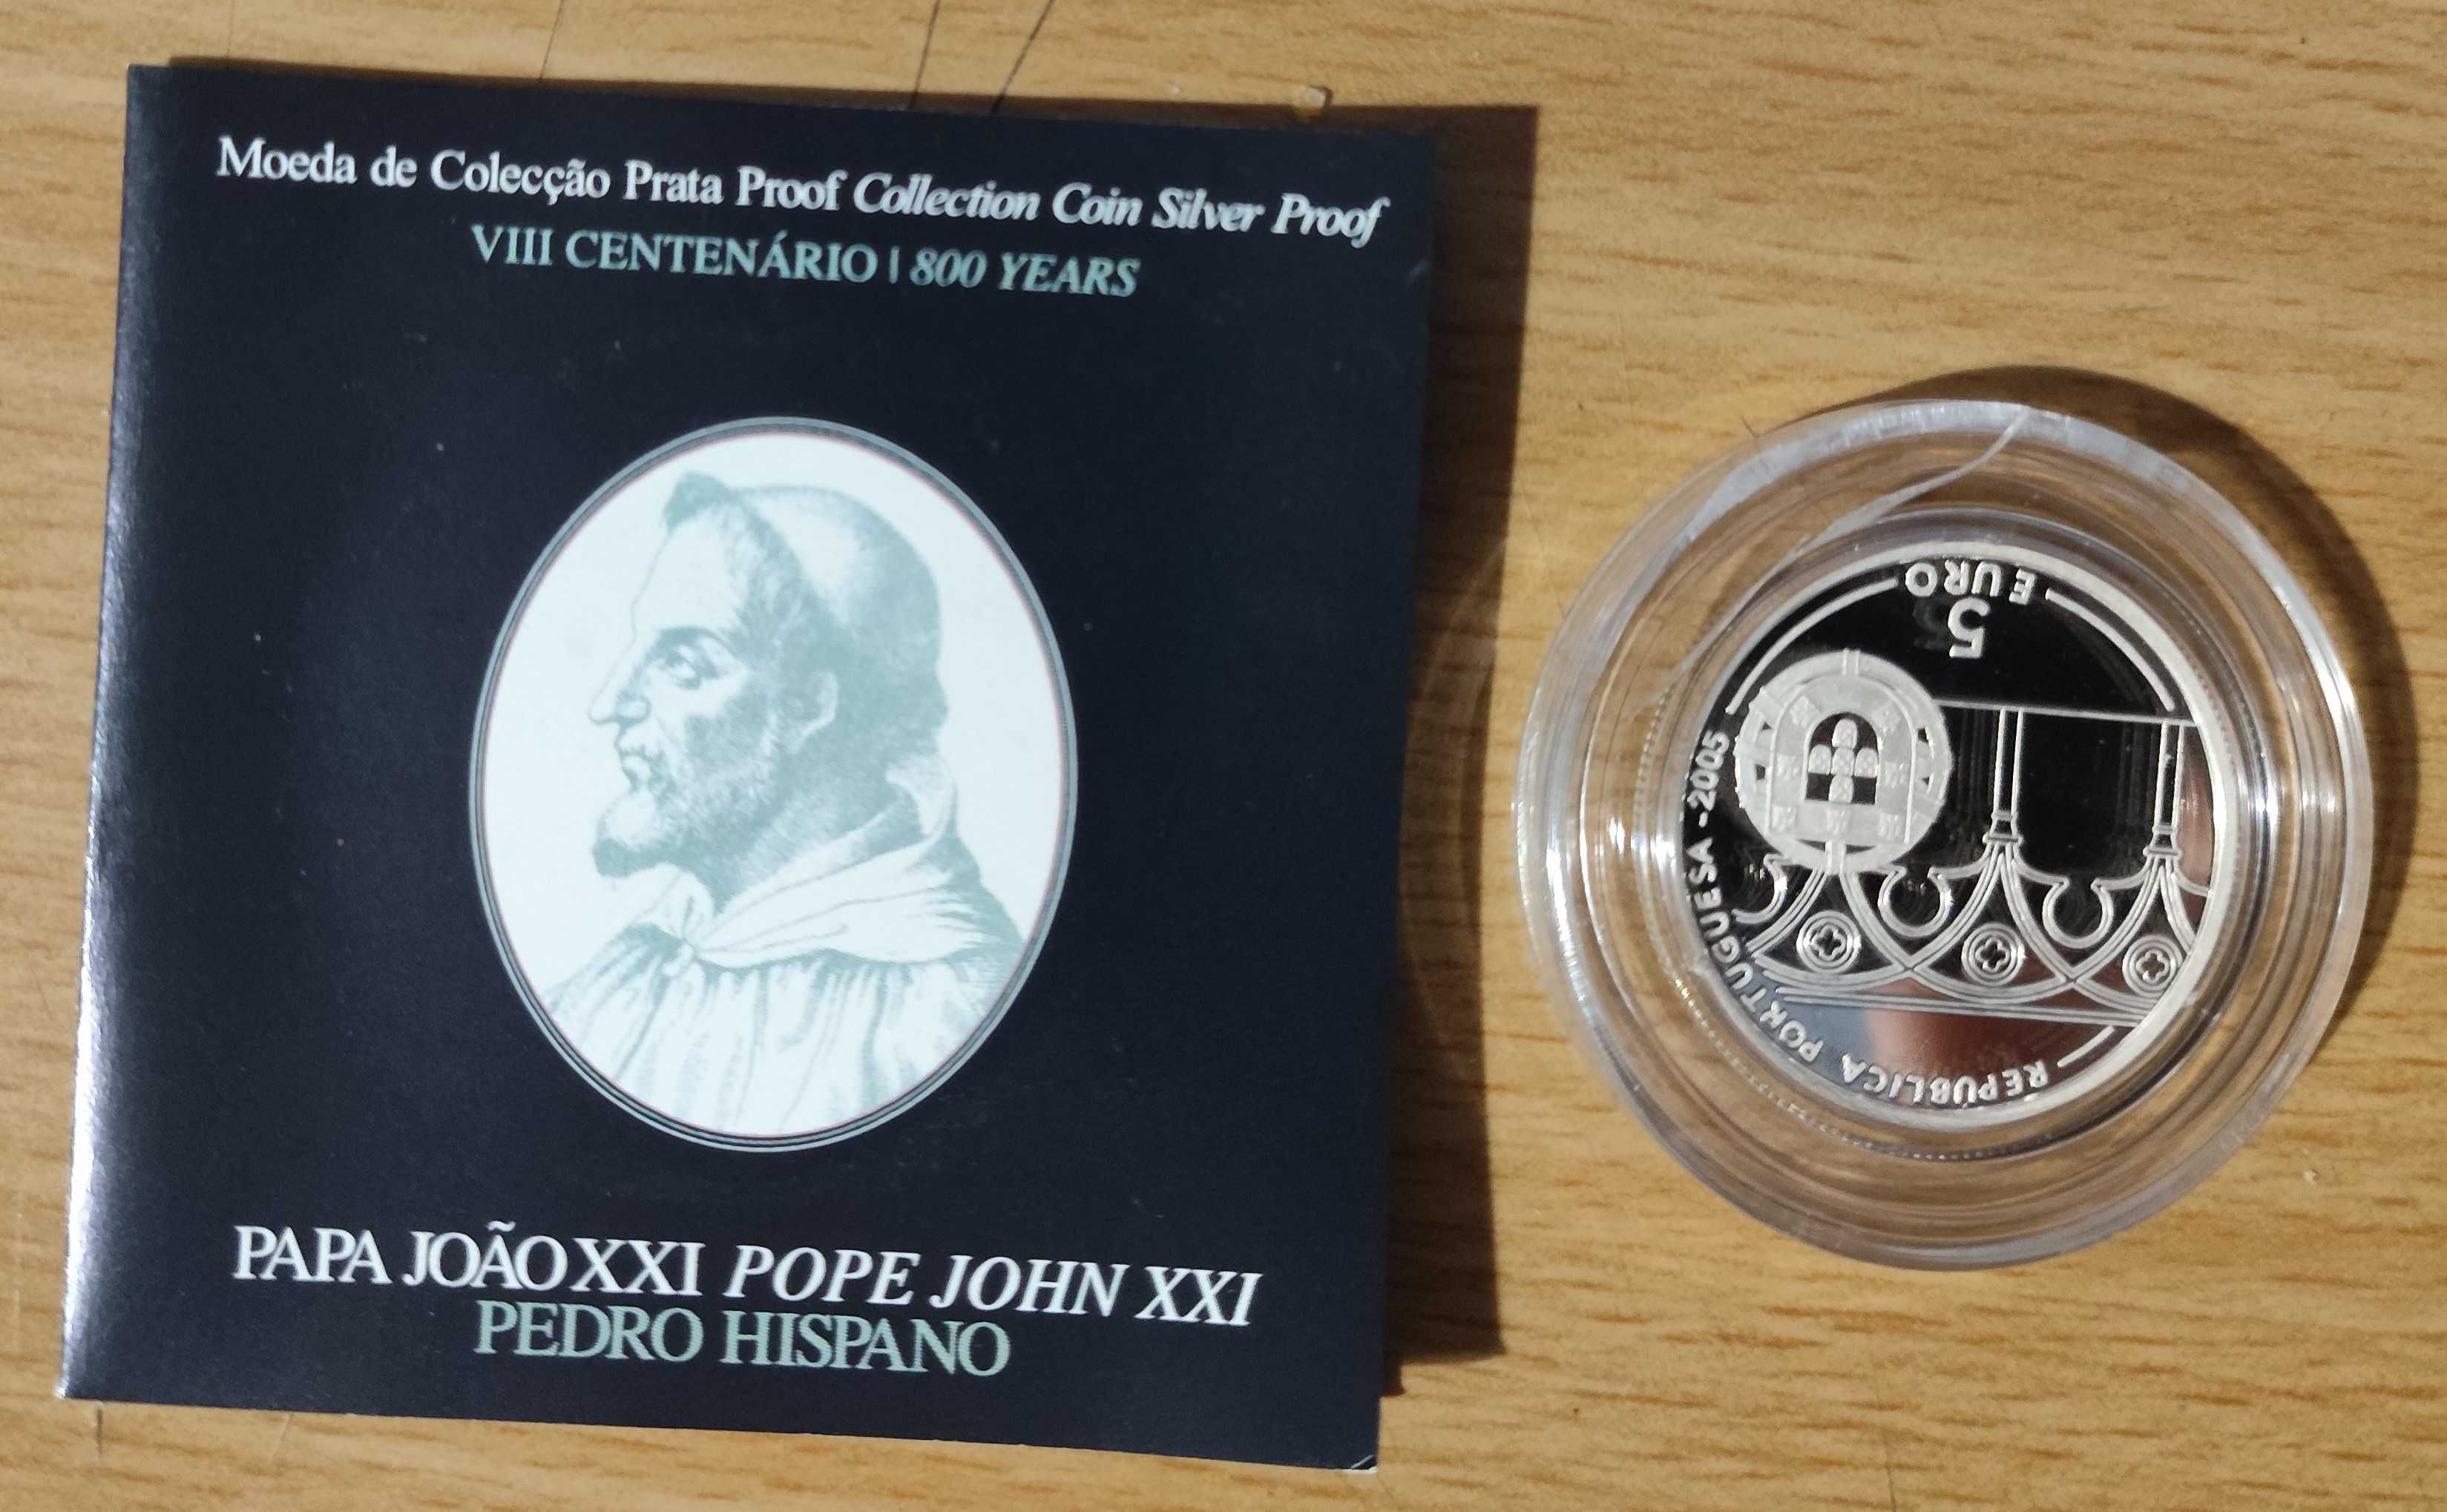 Moeda de Colecção Prata Proof Collection Coin Silver Proof
VIII CENTENÁRIO | 800 YEARS
PAPA JOÃO XXI POPE JOHN XXI
PEDRO HISPANO
REPÚBLICA PORTUGUESA - 2005
5
EURO